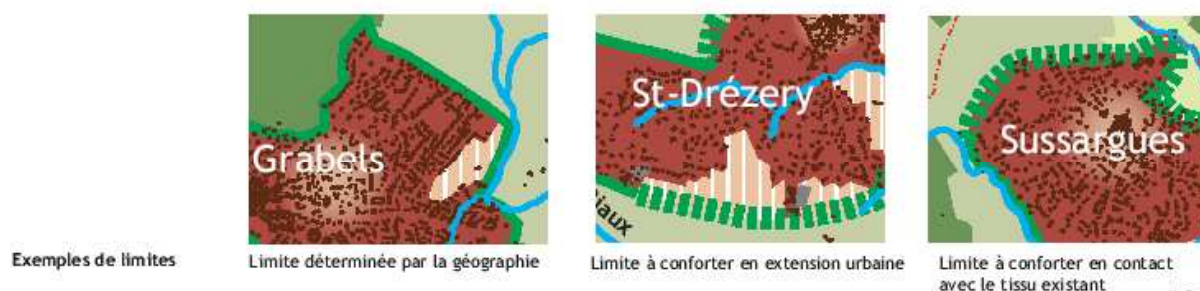 Grabels
St-Drézery
Sussargues
iaux
Exemples de limites
Limite déterminée par la géographie
Limite à conforter en extension urbaine
Limite à conforter en contact
avec le tissu existant